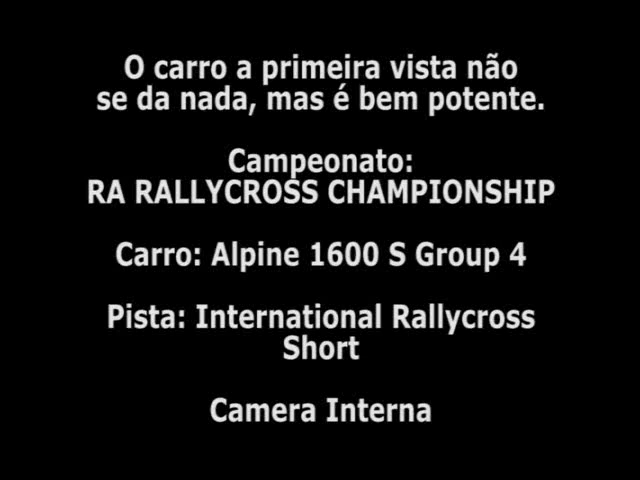 O carro a primeira vista não
se da nada, mas é bem potente.
Campeonato:
RA RALLYCROSS CHAMPIONSHIP
Carro: Alpine 1600 S Group 4
Pista: International Rallycross
Short
Camera Interna